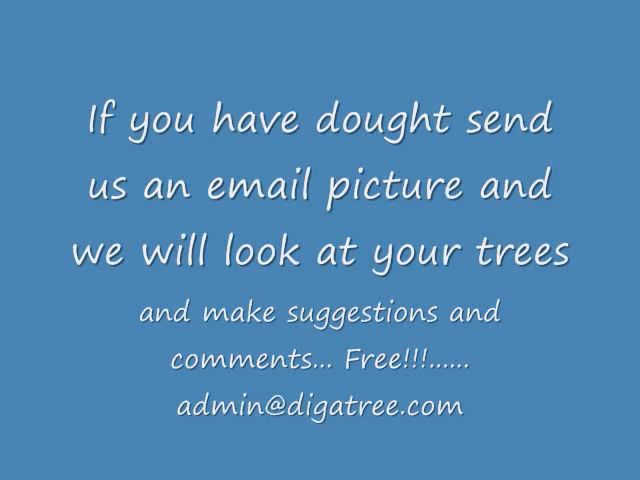 If you have dought send
us an email picture and
we will look at your trees
and make suggestions and
comments... Free!!!......
admin@digatree.com